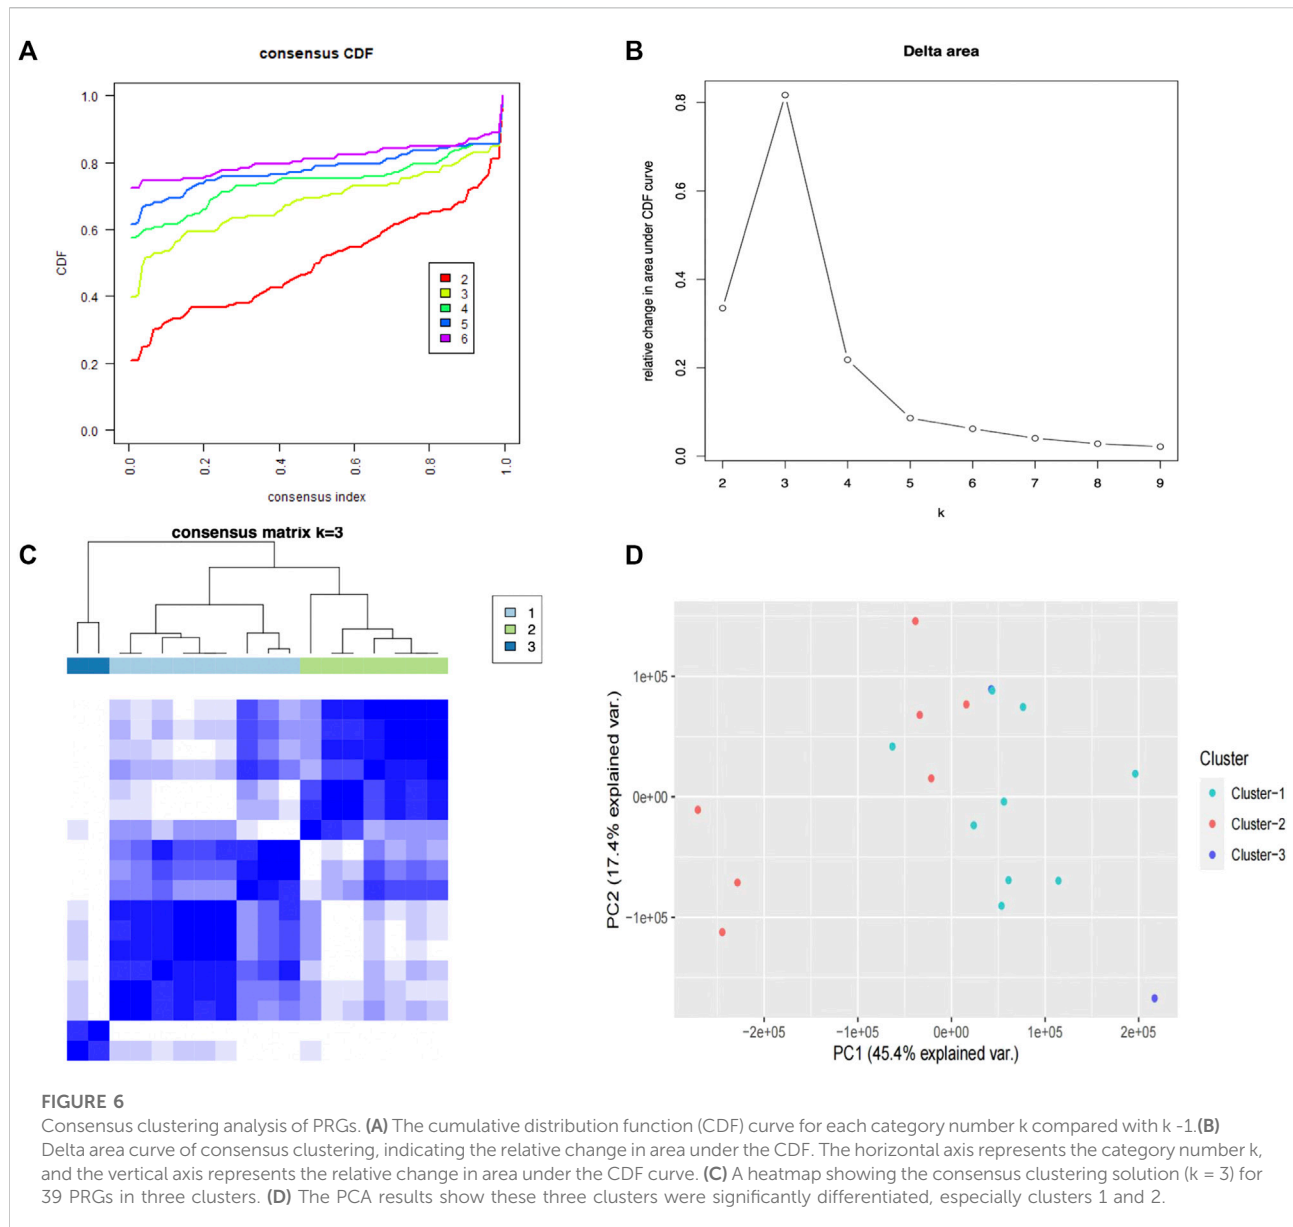 A
consensus CDF
CDF
1.0
0.8
0.6
0.4
0.2
0.0
2
3
4
5
6
0.0
0.2
0.4
0.6
0.8
1.0
consensus index
B
Delta area
relative change in area under CDF curve
0.8
0.6
0.4
0.2
0.0
2
3
4
5
6
7
8
9
k
C
consensus matrix k=3
1
2
3
D
PC2 (17.4% explained var.)
1e+05
0e+00
−1e+05
−2e+05
−1e+05
0e+00
1e+05
2e+05
PC1 (45.4% explained var.)
Cluster
Cluster-1
Cluster-2
Cluster-3
FIGURE 6
Consensus clustering analysis of PRGs. (A) The cumulative distribution function (CDF) curve for each category number k compared with k -1.(B)
Delta area curve of consensus clustering, indicating the relative change in area under the CDF. The horizontal axis represents the category number k,
and the vertical axis represents the relative change in area under the CDF curve. (C) A heatmap showing the consensus clustering solution (k = 3) for
39 PRGs in three clusters. (D) The PCA results show these three clusters were significantly differentiated, especially clusters 1 and 2.